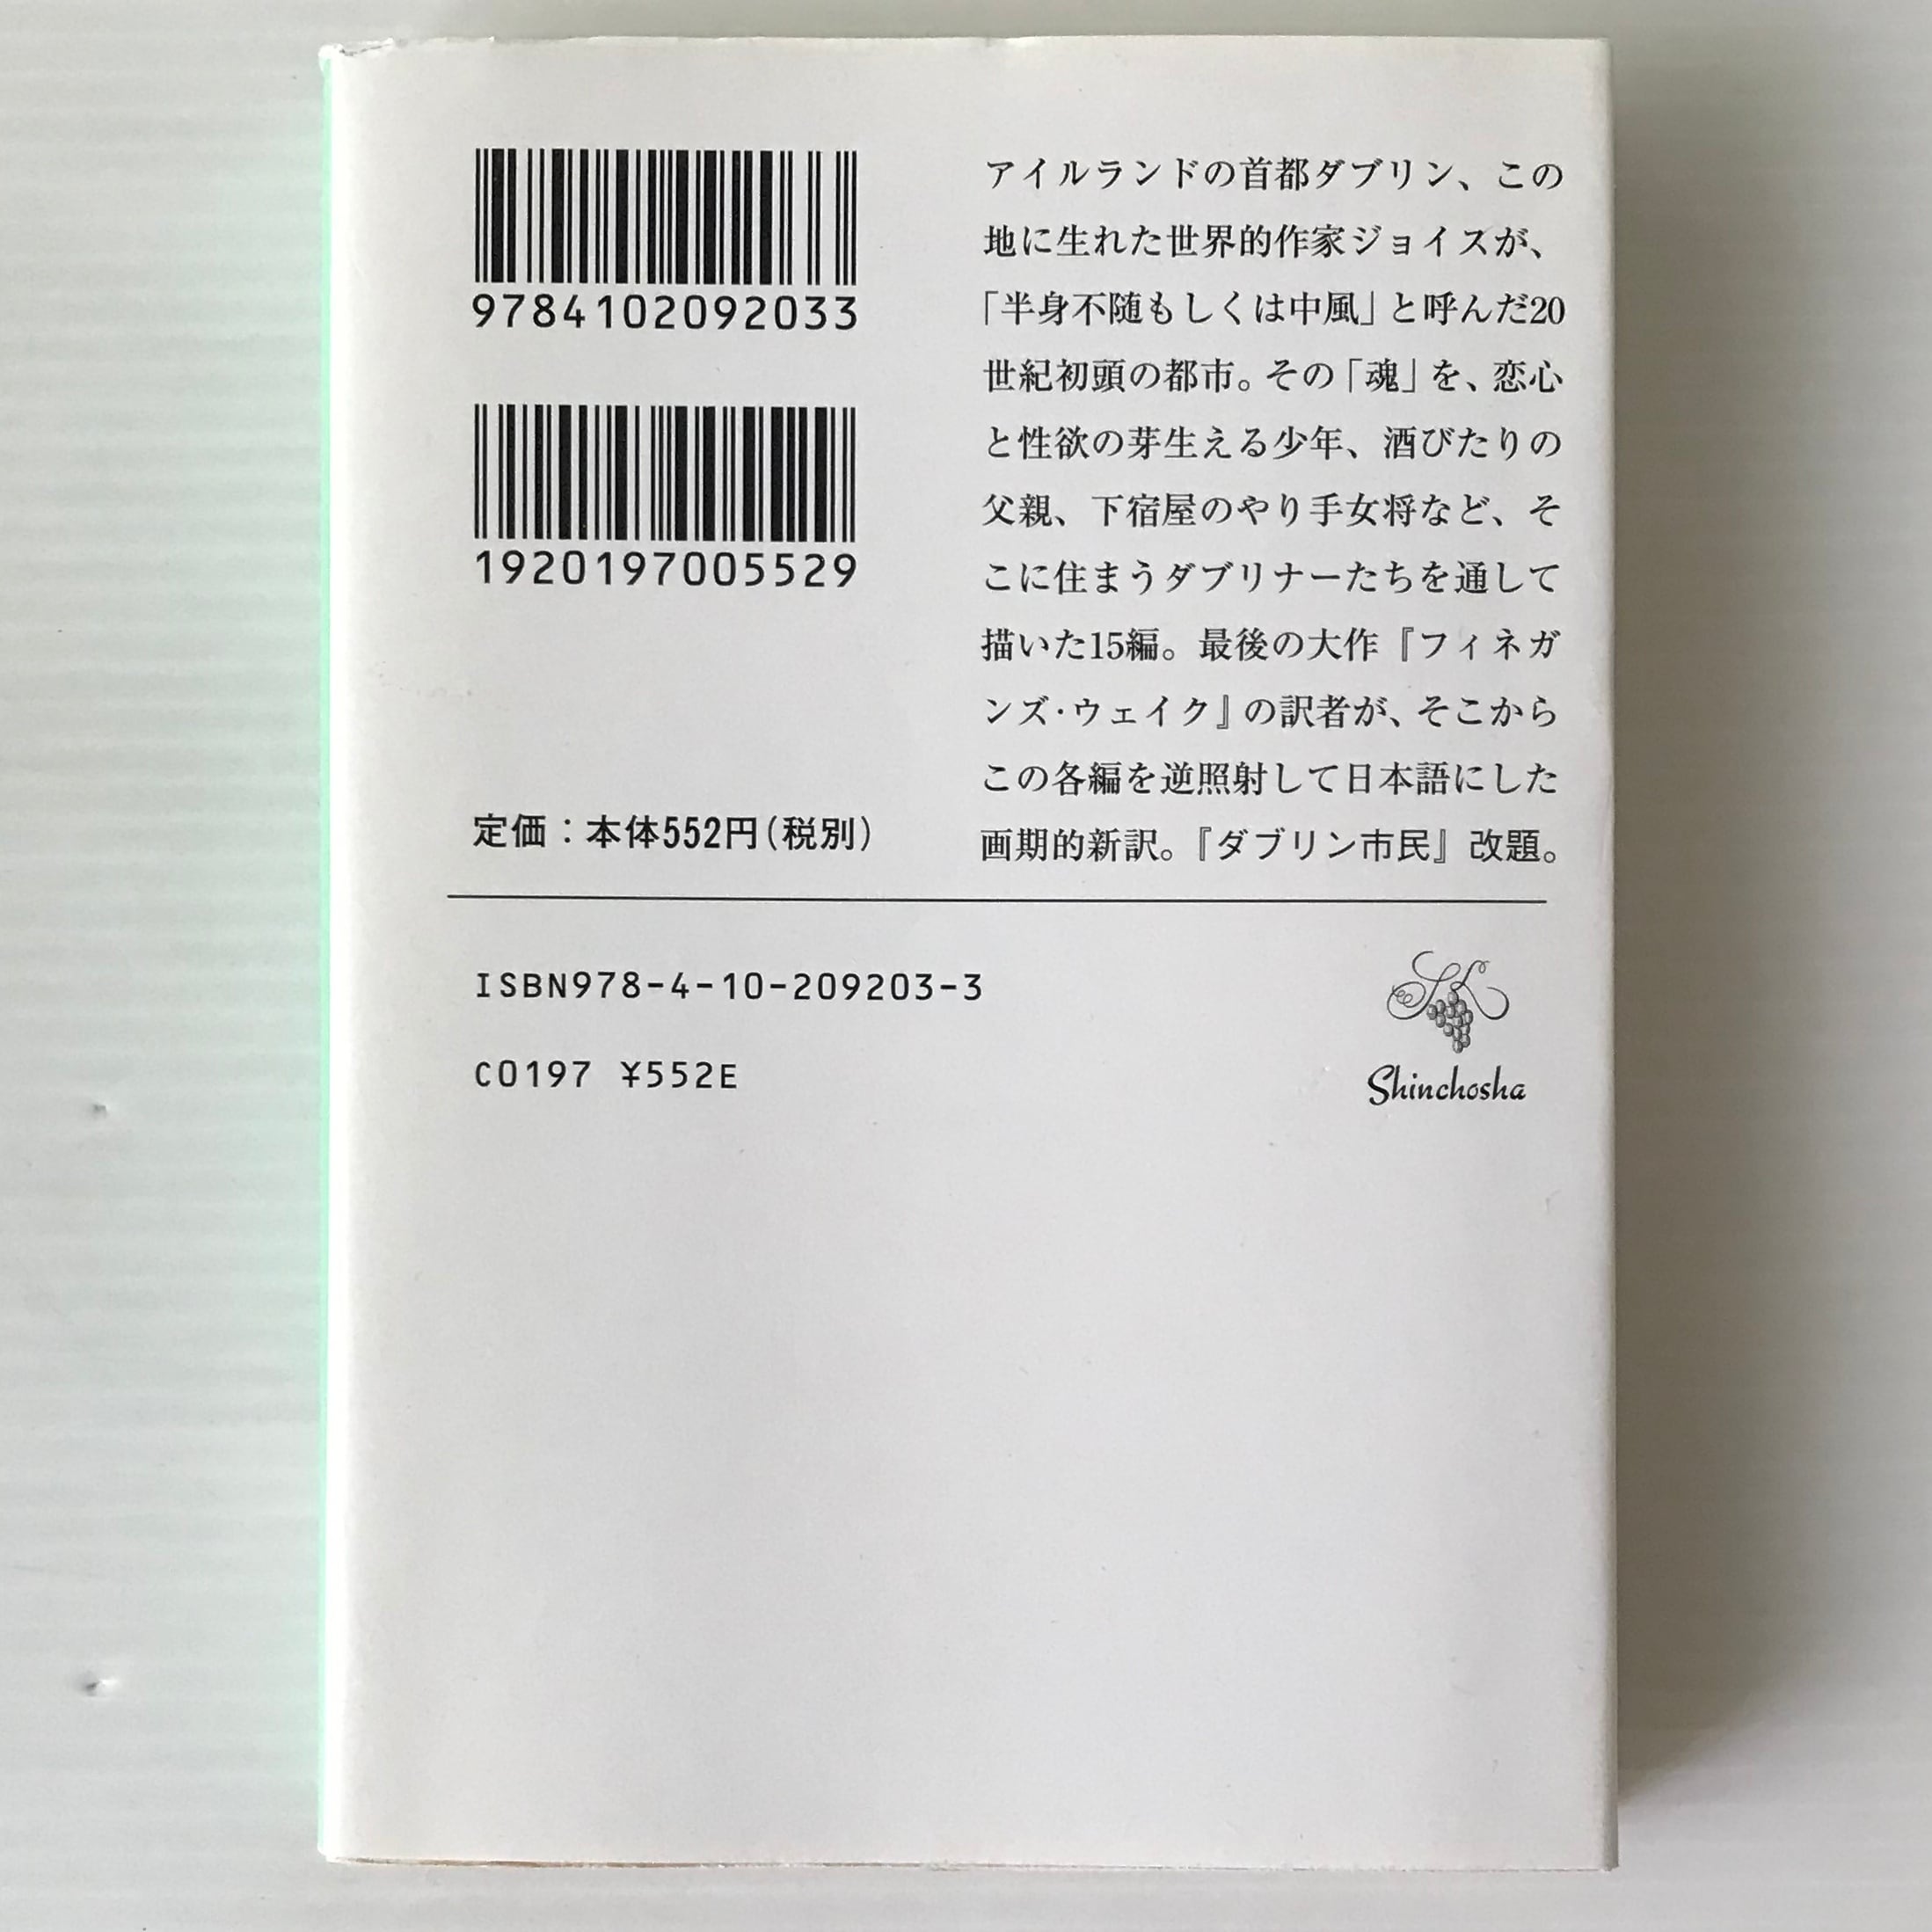 9784102092033
1920197005529
定価：本体552円(税別)
アイルランドの首都ダブリン、この
地に生れた世界的作家ジョイスが、
「半身不随もしくは中風」と呼んだ20
世紀初頭の都市。その「魂」を、恋心
と性欲の芽生える少年、酒びたりの
父親、下宿屋のやり手女将など、そ
こに住まうダブリナーたちを通して
描いた15編。最後の大作『フィネガ
ンズ・ウェイク』の訳者が、そこから
この各編を逆照射して日本語にした
画期的新訳。『ダブリン市民』改題。
ISBN978-4-10-209203-3
C0197 ¥552E
Shinchosha